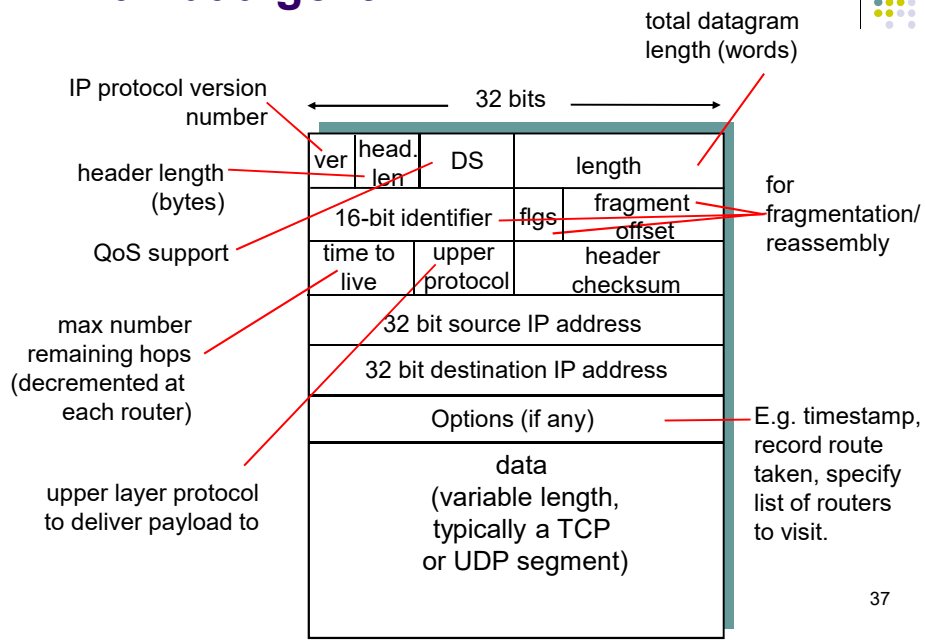 total datagram
length (words)
IP protocol version
number
32 bits
ver
head.
len
DS
length
header length
(bytes)
for
fragmentation/
reassembly
16-bit identifier
flgs
fragment
offset
QoS support
time to
live
upper
protocol
header
checksum
max number
remaining hops
(decremented at
each router)
32 bit source IP address
32 bit destination IP address
Options (if any)
E.g. timestamp,
record route
taken, specify
list of routers
to visit.
upper layer protocol
to deliver payload to
data
(variable length,
typically a TCP
or UDP segment)
37